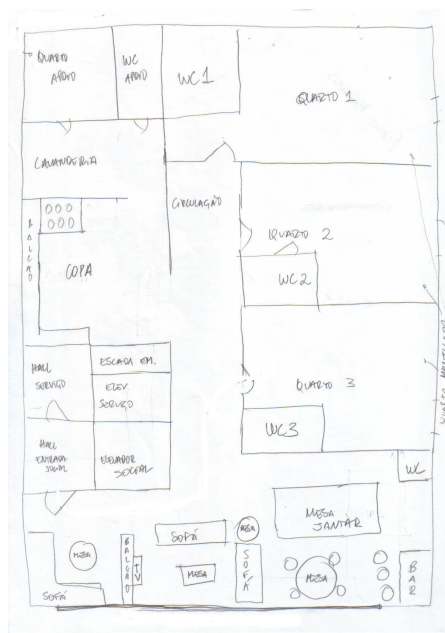 QUARTO
APOIO
WC
APOIO
WC1
QUARTO 1
LAVANDERIA
CIRCULAÇÃO
BALCÃO
COPA
QUARTO 2
WC2
HALL
SERVIÇO
ESCADA EM.
ELEV.
SERVIÇO
QUARTO 3
WC3
HALL
ENTRADA
SOCIAL
ELEVADOR
SOCIAL
WC
MESA
JANTAR
SOFÁ
MESA
SOFÁ
MESA
BALCÃO
TV
MESA
MESA
BAR
SOFÁ